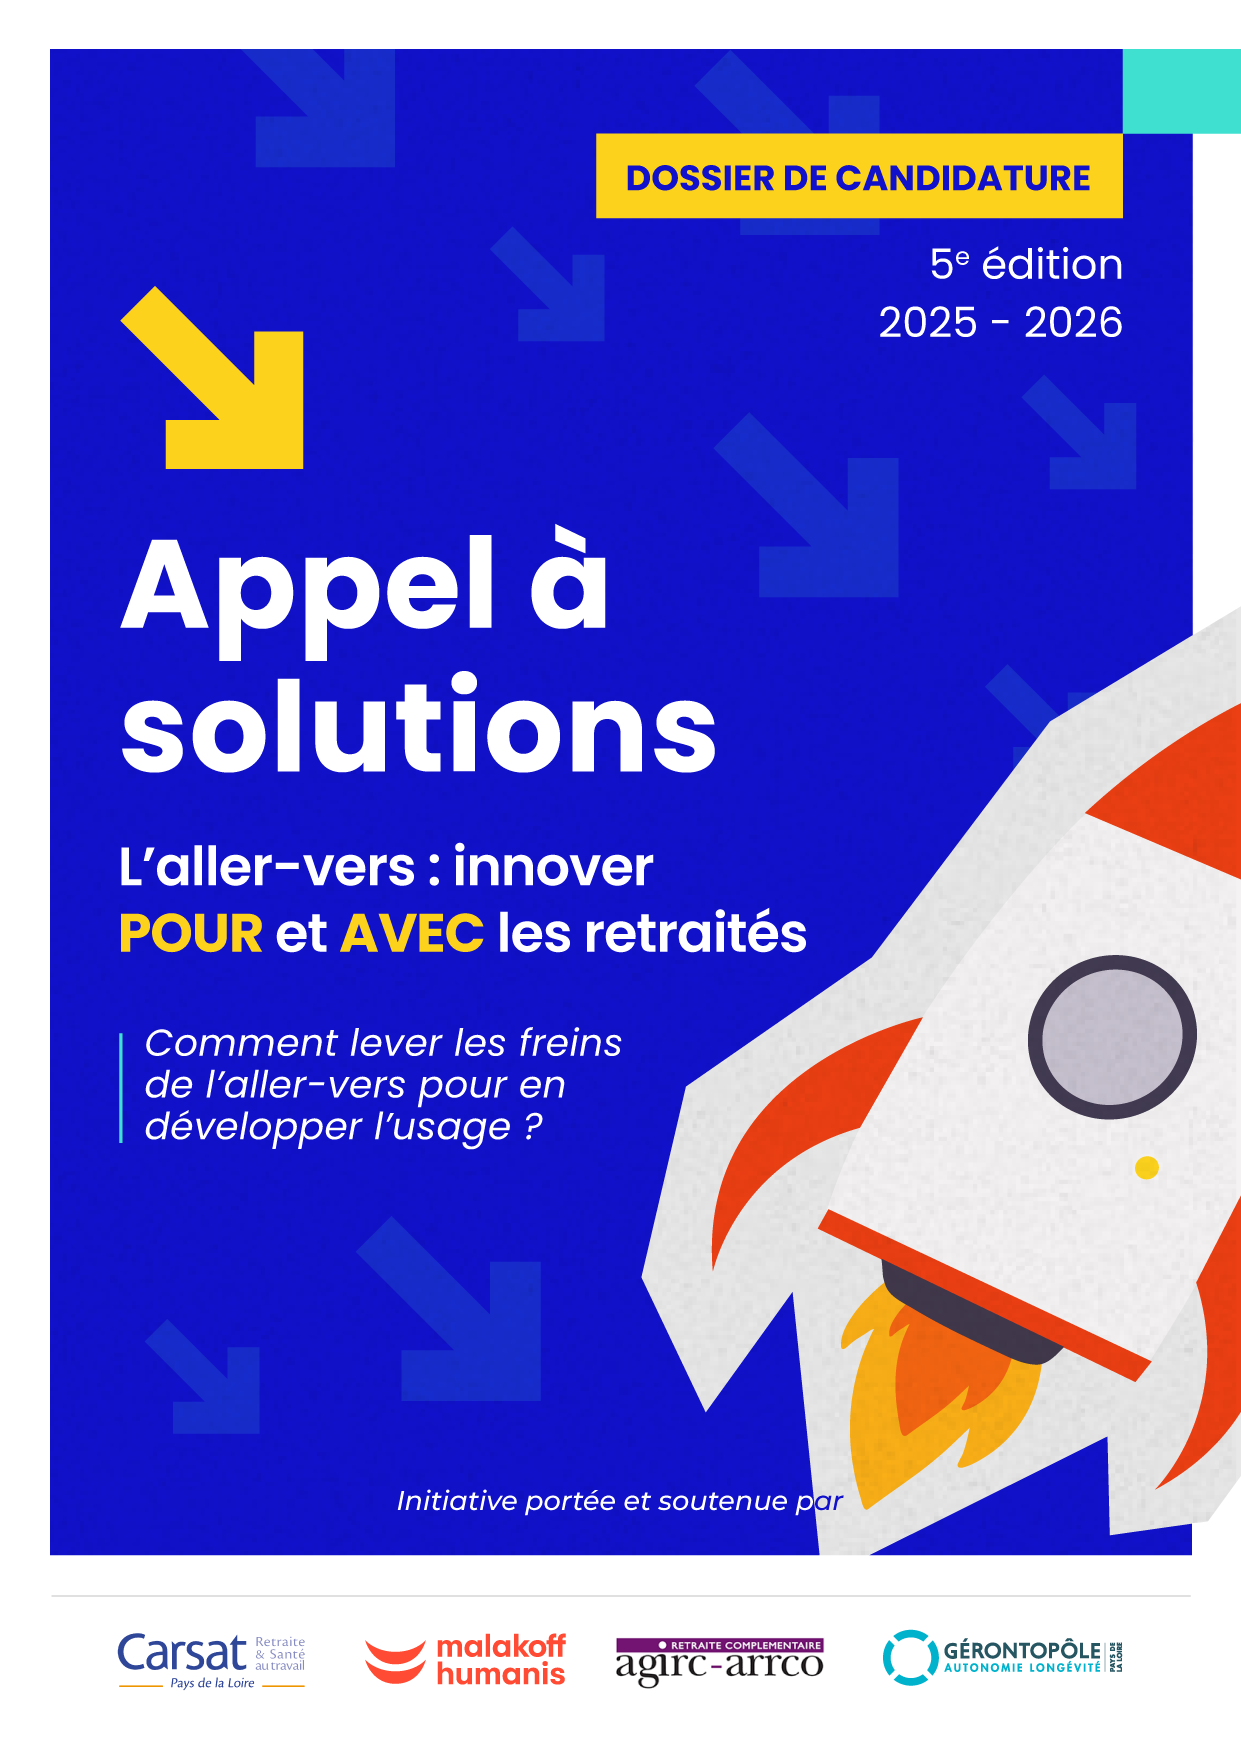 DOSSIER DE CANDIDATURE
5e édition
2025 - 2026
Appel à
solutions
L’aller-vers : innover
POUR et AVEC les retraités
Comment lever les freins
de l’aller-vers pour en
développer l’usage ?
Initiative portée et soutenue par
Carsat
Retraite
& Santé
au travail
Pays de la Loire
malakoff
humanis
RETRAITE COMPLEMENTAIRE
agirc-arrco
GÉRONTOPÔLE
AUTONOMIE LONGÉVITÉ
PAYS DE
LA LOIRE